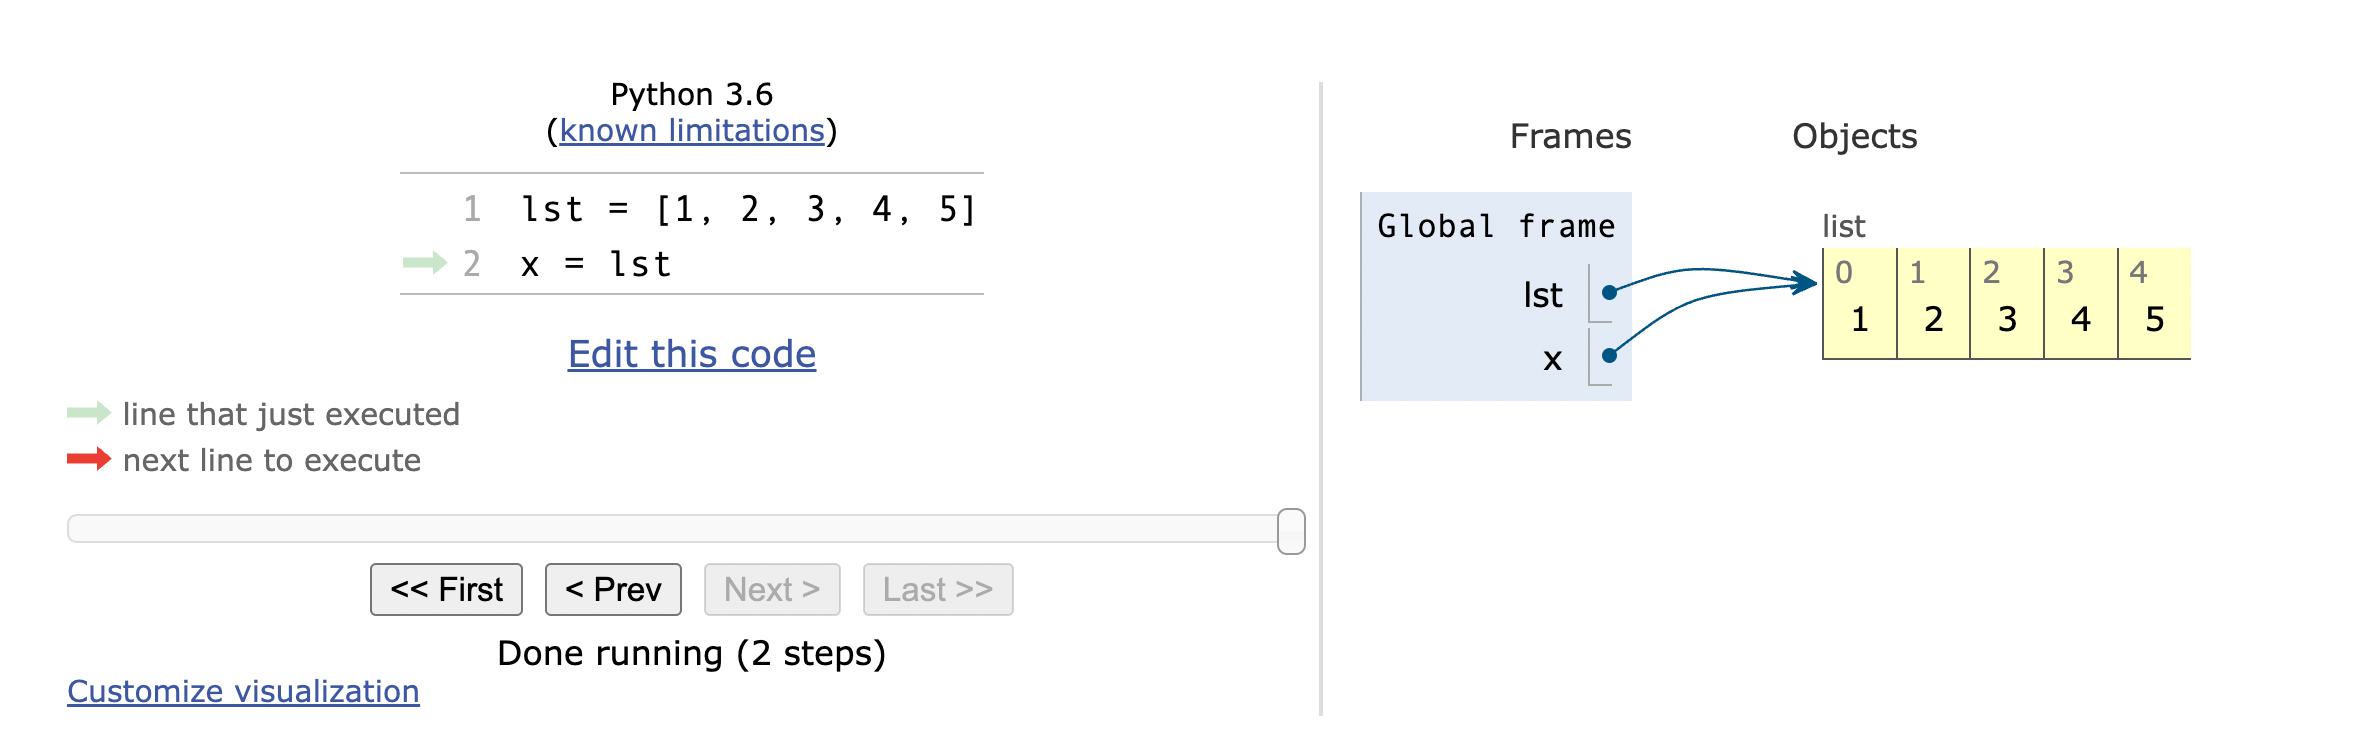 Python 3.6
(known limitations)
1 lst = [1, 2, 3, 4, 5]
2 x = lst
Edit this code
line that just executed
next line to execute
<< First < Prev Next > Last >>
Done running (2 steps)
Customize visualization
Frames Objects
Global frame
lst
x
list
0 1 2 3 4
1 2 3 4 5